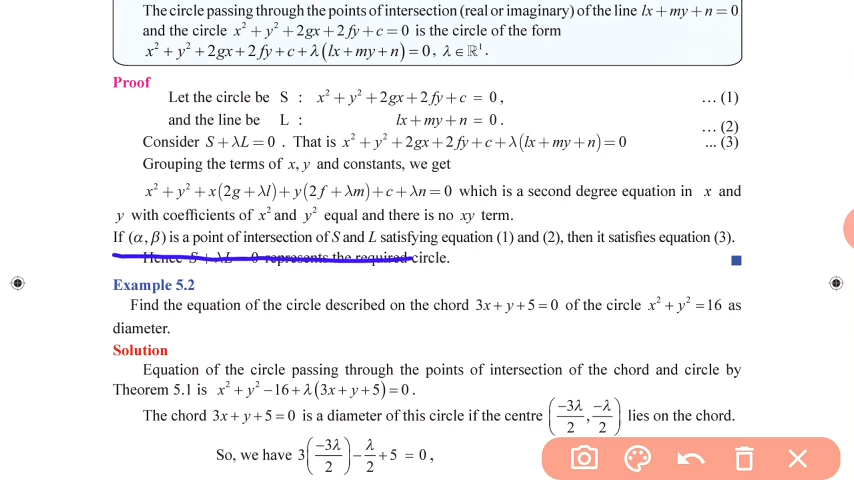 The circle passing through the points of intersection (real or imaginary) of the line lx + my + n = 0
and the circle x² + y² + 2gx + 2fy + c = 0 is the circle of the form
x² + y² + 2gx + 2fy + c + λ(lx + my + n) = 0, λ ∈ ℝ¹.
Proof
Let the circle be S : x² + y² + 2gx + 2fy + c = 0, … (1)
and the line be L : lx + my + n = 0. … (2)
Consider S + λL = 0 . That is x² + y² + 2gx + 2fy + c + λ(lx + my + n) = 0 ... (3)
Grouping the terms of x, y and constants, we get
x² + y² + x(2g + λl) + y(2f + λm) + c + λn = 0 which is a second degree equation in x and
y with coefficients of x² and y² equal and there is no xy term.
If (α, β) is a point of intersection of S and L satisfying equation (1) and (2), then it satisfies equation (3).
Hence S + λL = 0 represents the required circle.
Example 5.2
Find the equation of the circle described on the chord 3x + y + 5 = 0 of the circle x² + y² = 16 as
diameter.
Solution
Equation of the circle passing through the points of intersection of the chord and circle by
Theorem 5.1 is x² + y² − 16 + λ(3x + y + 5) = 0.
The chord 3x + y + 5 = 0 is a diameter of this circle if the centre (−3λ/2, −λ/2) lies on the chord.
So, we have 3(−3λ/2) − λ/2 + 5 = 0,